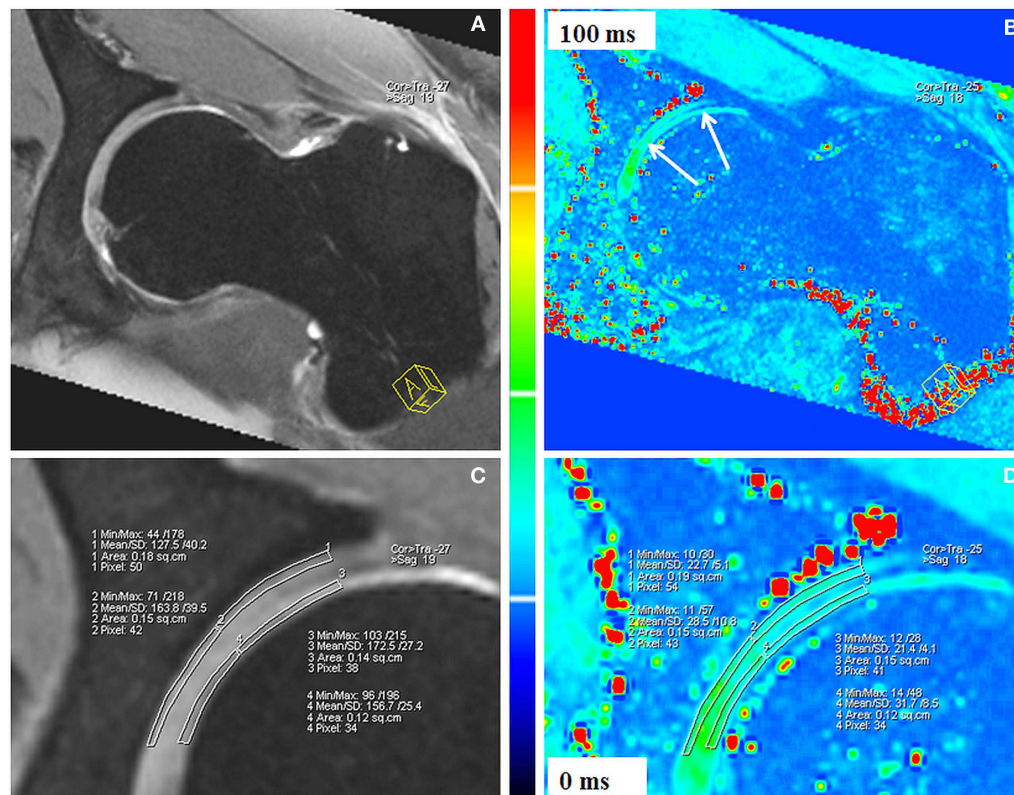 A
Cor>Tra -27
>Sag 19
100 ms
B
Cor>Tra -25
>Sag 18
C
1 Min/Max: 44 /178
1 Mean/SD: 127.5 /40.2
1 Area: 0.18 sq.cm
1 Pixel: 50
2 Min/Max: 71 /218
2 Mean/SD: 163.8 /39.5
2 Area: 0.15 sq.cm
2 Pixel: 42
1
2
3
4
Cor>Tra -27
>Sag 19
3 Min/Max: 103 /215
3 Mean/SD: 172.5 /27.2
3 Area: 0.14 sq.cm
3 Pixel: 38
4 Min/Max: 96 /196
4 Mean/SD: 156.7 /25.4
4 Area: 0.12 sq.cm
4 Pixel: 34
D
1 Min/Max: 10 /30
1 Mean/SD: 22.7 /5.1
1 Area: 0.19 sq.cm
1 Pixel: 54
2 Min/Max: 11 /57
2 Mean/SD: 28.5 /10.8
2 Area: 0.15 sq.cm
2 Pixel: 43
1
2
3
4
Cor>Tra -25
>Sag 18
3 Min/Max: 12 /28
3 Mean/SD: 21.4 /4.1
3 Area: 0.15 sq.cm
3 Pixel: 41
4 Min/Max: 14 /48
4 Mean/SD: 31.7 /8.5
4 Area: 0.12 sq.cm
4 Pixel: 34
0 ms